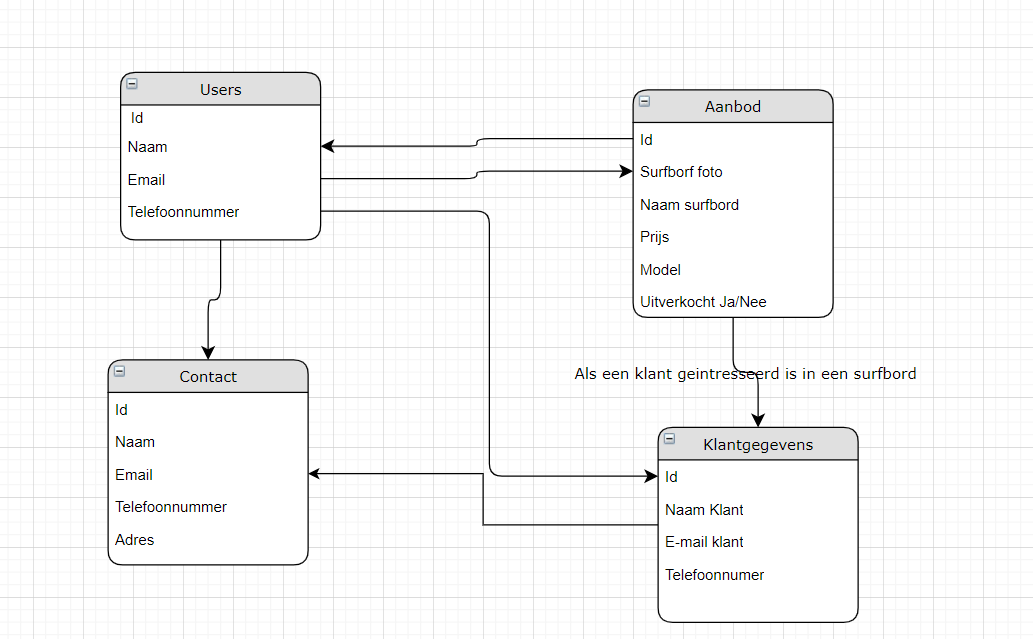 Users
Id
Naam
Email
Telefoonnummer
Aanbod
Id
Surfborf foto
Naam surfbord
Prijs
Model
Uitverkocht Ja/Nee
Als een klant geintresseerd is in een surfbord
Contact
Id
Naam
Email
Telefoonnummer
Adres
Klantgegevens
Id
Naam Klant
E-mail klant
Telefoonnumer